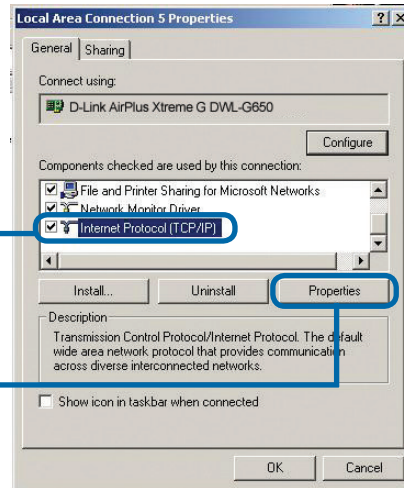 Local Area Connection 5 Properties
General Sharing
Connect using:
D-Link AirPlus Xtreme G DWL-G650
Configure
Components checked are used by this connection:
File and Printer Sharing for Microsoft Networks
Network Monitor Driver
Internet Protocol (TCP/IP)
Install... Uninstall Properties
Description
Transmission Control Protocol/Internet Protocol. The default
wide area network protocol that provides communication
across diverse interconnected networks.
Show icon in taskbar when connected
OK Cancel